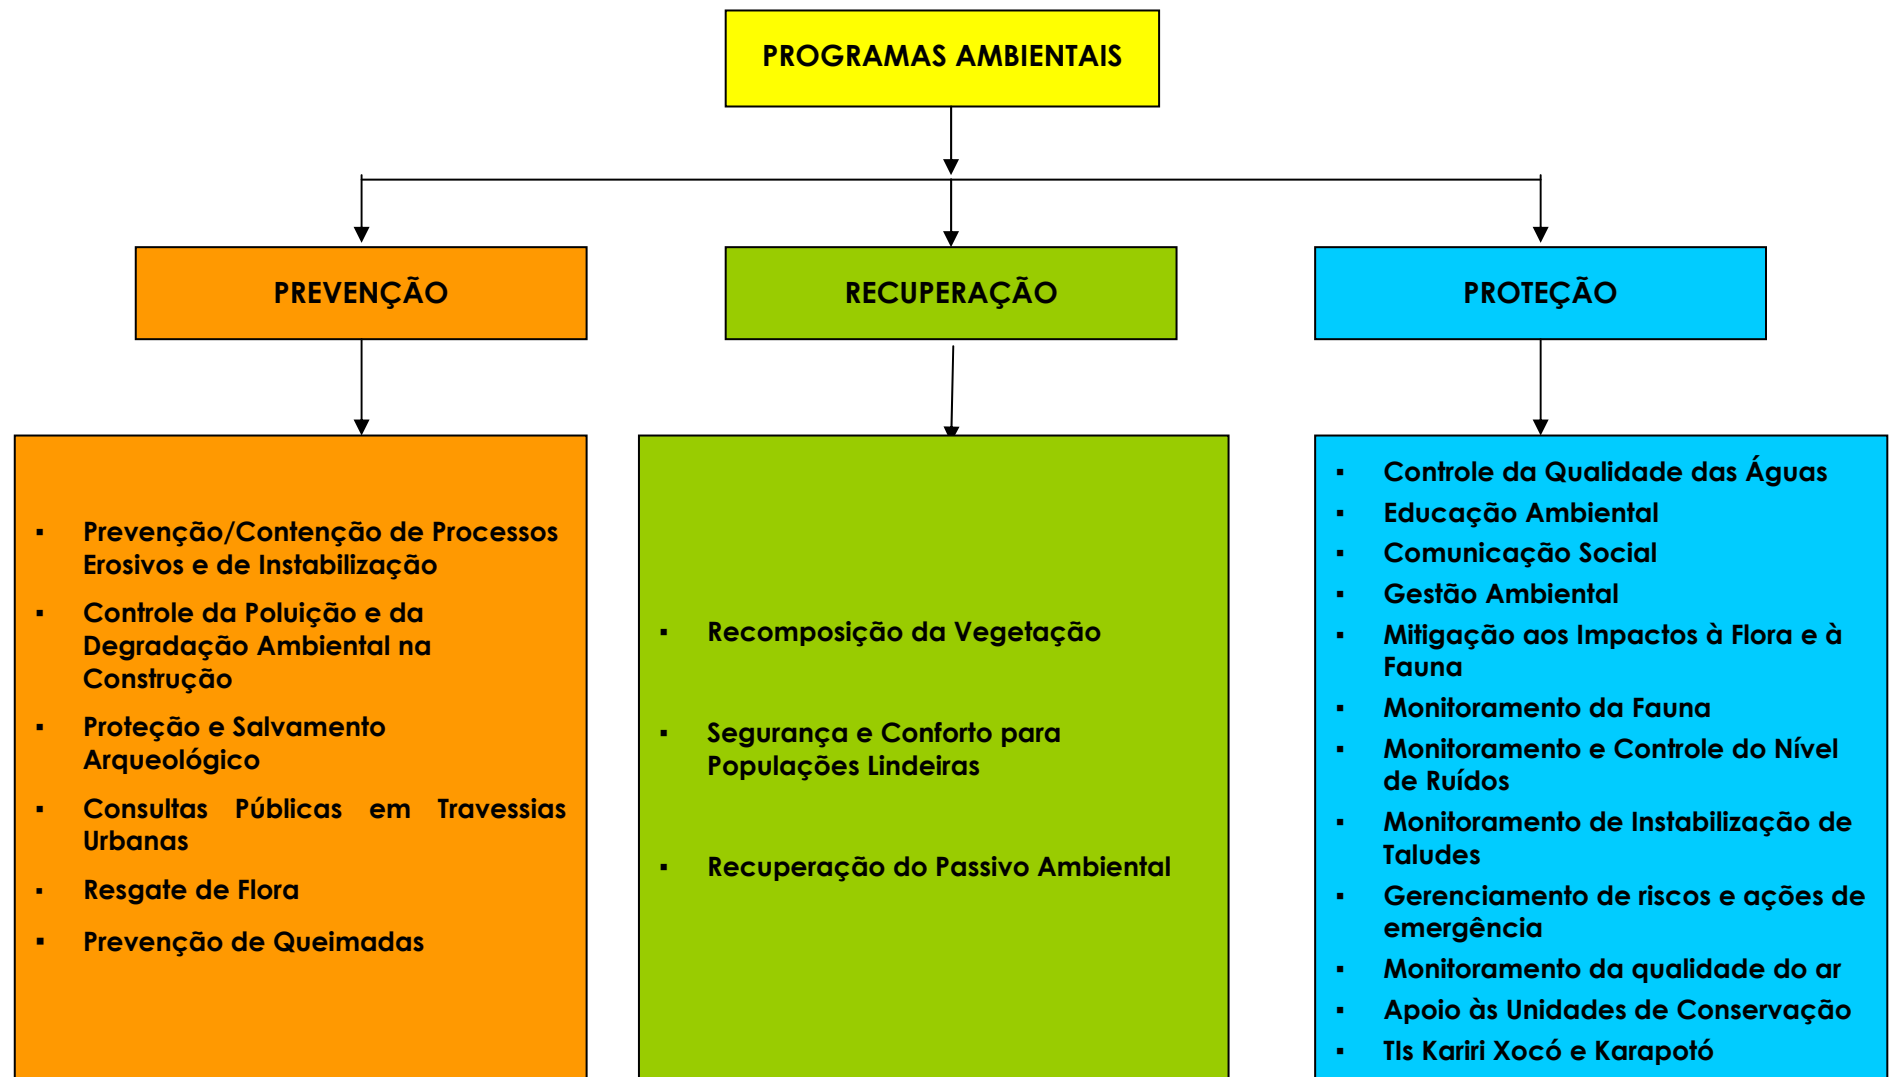 PROGRAMAS AMBIENTAIS
PREVENÇÃO
RECUPERAÇÃO
PROTEÇÃO
▪ Prevenção/Contenção de Processos
Erosivos e de Instabilização
▪ Controle da Poluição e da
Degradação Ambiental na
Construção
▪ Proteção e Salvamento
Arqueológico
▪ Consultas Públicas em Travessias
Urbanas
▪ Resgate de Flora
▪ Prevenção de Queimadas
▪ Recomposição da Vegetação
▪ Segurança e Conforto para
Populações Lindeiras
▪ Recuperação do Passivo Ambiental
▪ Controle da Qualidade das Águas
▪ Educação Ambiental
▪ Comunicação Social
▪ Gestão Ambiental
▪ Mitigação aos Impactos à Flora e à
Fauna
▪ Monitoramento da Fauna
▪ Monitoramento e Controle do Nível
de Ruídos
▪ Monitoramento de Instabilização de
Taludes
▪ Gerenciamento de riscos e ações de
emergência
▪ Monitoramento da qualidade do ar
▪ Apoio às Unidades de Conservação
▪ TIs Kariri Xocó e Karapotó